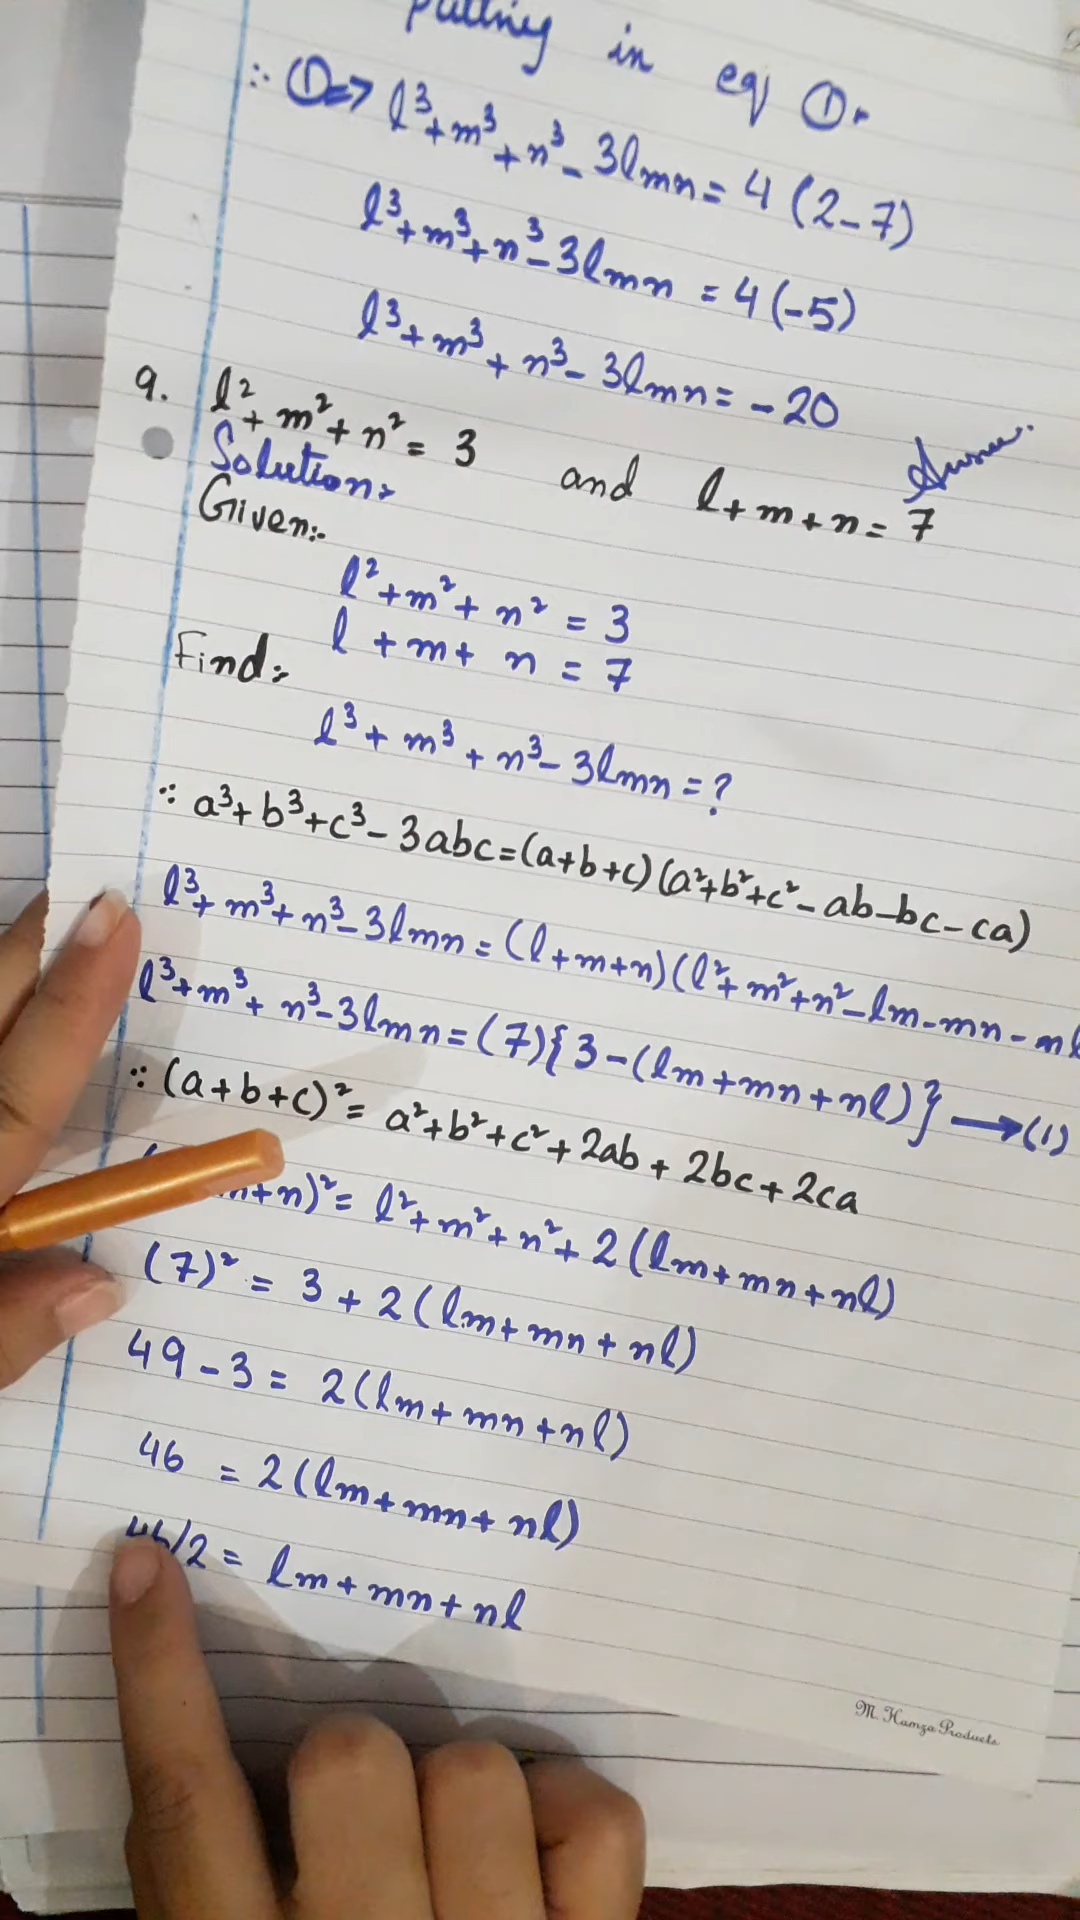 Putting in eq ①.
∴ ①=> l³+m³+n³-3lmn=4(2-7)
l³+m³+n³-3lmn=4(-5)
l³+m³+n³-3lmn=-20
Answer.
9. l²+m²+n²=3 and l+m+n=7
Solution:-
Given:-
l²+m²+n²=3
l+m+n=7
Find:-
l³+m³+n³-3lmn=?
∵ a³+b³+c³-3abc=(a+b+c)(a²+b²+c²-ab-bc-ca)
l³+m³+n³-3lmn=(l+m+n)(l²+m²+n²-lm-mn-nl
l³+m³+n³-3lmn=(7){3-(lm+mn+nl)}→(1)
∵ (a+b+c)²=a²+b²+c²+2ab+2bc+2ca
m+n)²=l²+m²+n²+2(lm+mn+nl)
(7)²=3+2(lm+mn+nl)
49-3=2(lm+mn+nl)
46=2(lm+mn+nl)
46/2=lm+mn+nl
M. Hamza Products